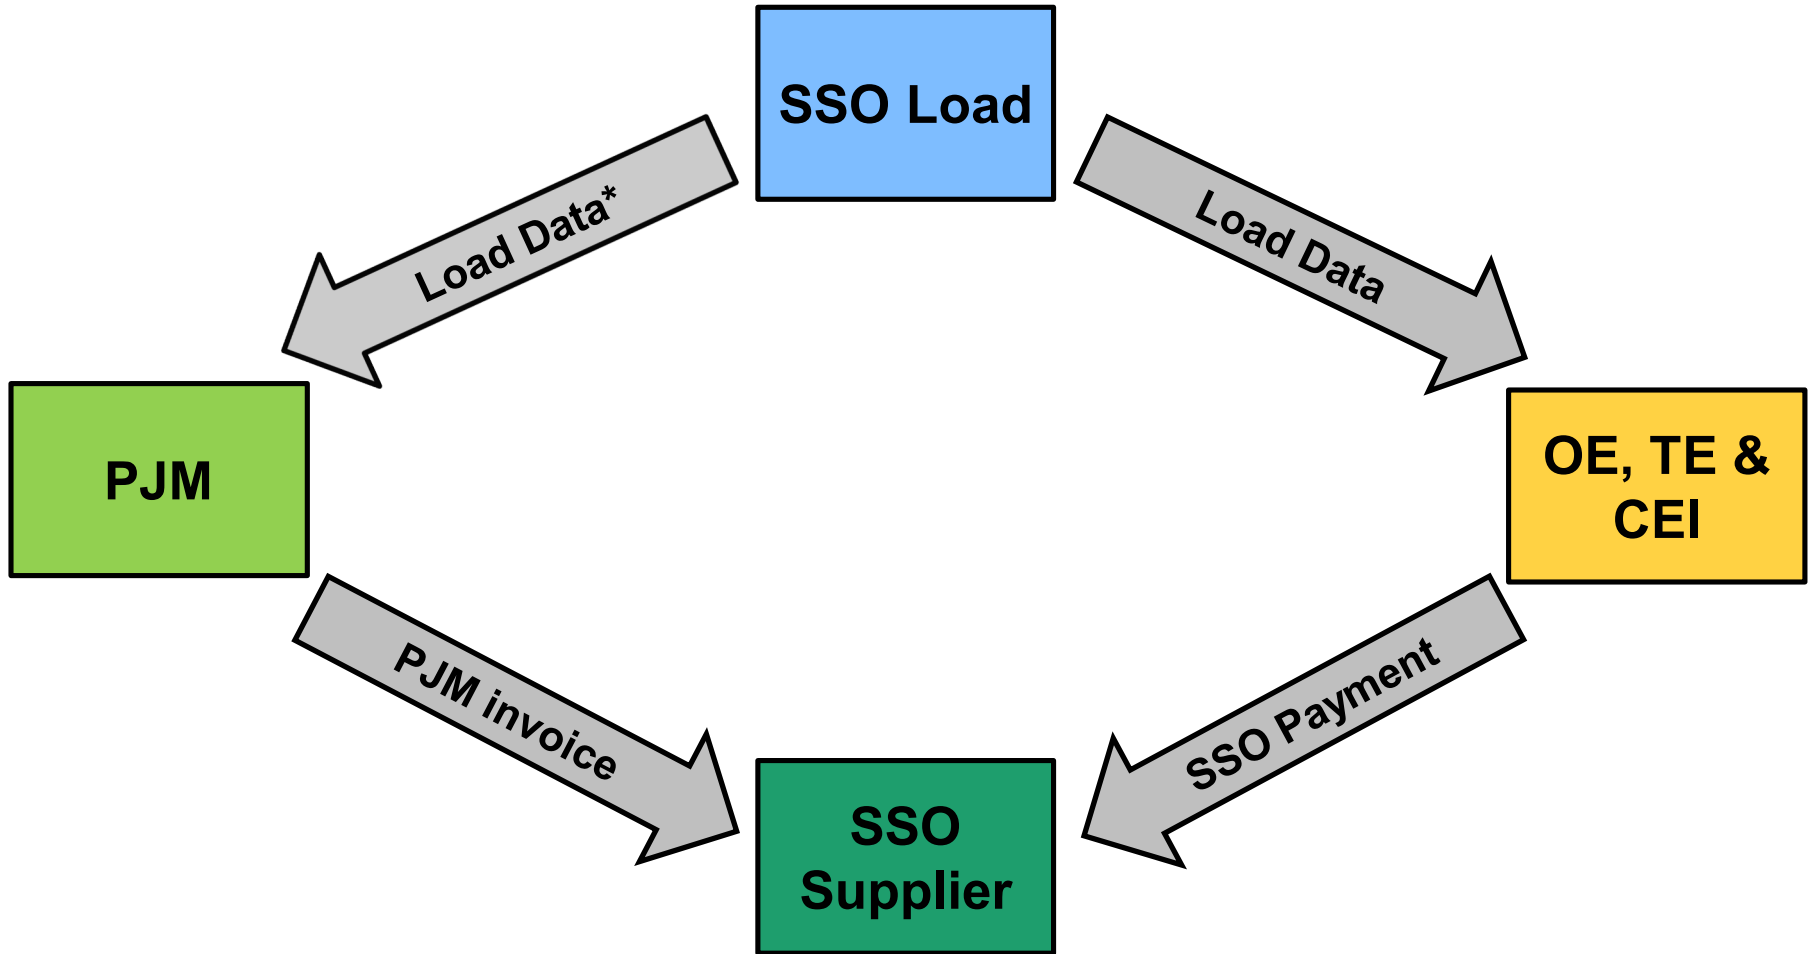 SSO Load
Load Data*
Load Data
PJM
OE, TE &
CEI
PJM invoice
SSO Payment
SSO
Supplier